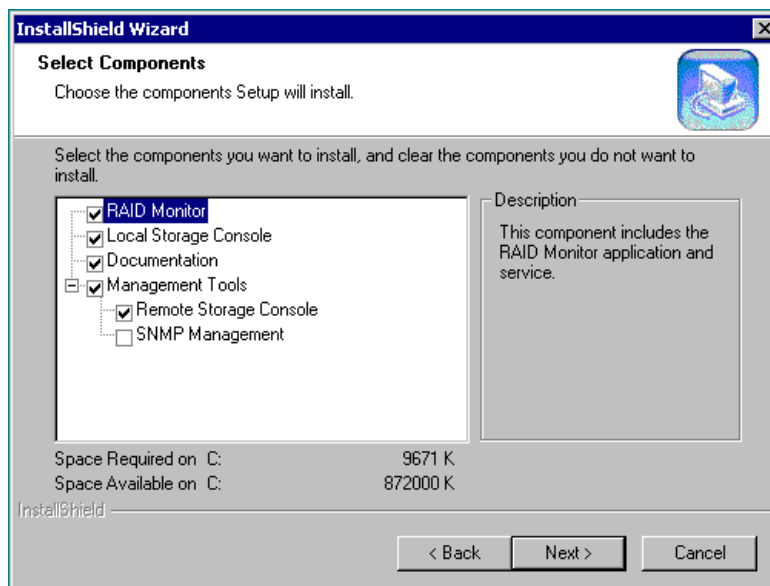 InstallShield Wizard
Select Components
Choose the components Setup will install.
Select the components you want to install, and clear the components you do not want to
install.
RAID Monitor
Local Storage Console
Documentation
Management Tools
Remote Storage Console
SNMP Management
Description
This component includes the
RAID Monitor application and
service.
Space Required on C: 9671 K
Space Available on C: 872000 K
InstallShield
< Back Next > Cancel